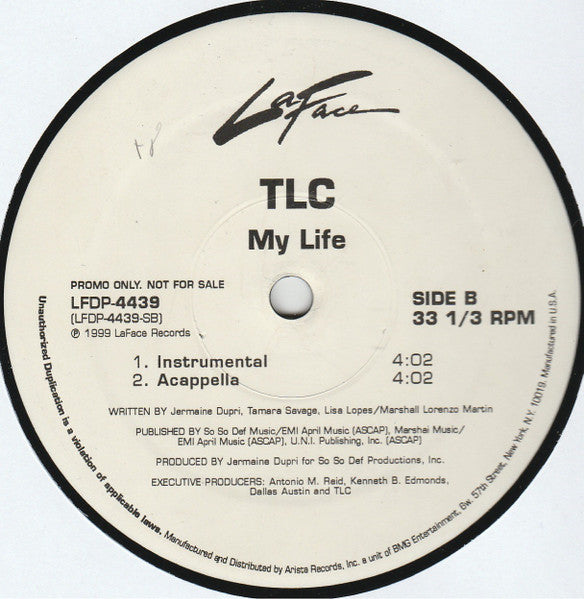 LaFace
TLC
My Life
PROMO ONLY. NOT FOR SALE
LFDP-4439
(LFDP-4439-SB)
℗ 1999 LaFace Records
SIDE B
33 1/3 RPM
1. Instrumental 4:02
2. Acappella 4:02
WRITTEN BY Jermaine Dupri, Tamara Savage, Lisa Lopes/Marshall Lorenzo Martin
PUBLISHED BY So So Def Music/EMI April Music (ASCAP), Marshai Music/
EMI April Music (ASCAP), U.N.I. Publishing, Inc. (ASCAP)
PRODUCED BY Jermaine Dupri for So So Def Productions, Inc.
EXECUTIVE PRODUCERS: Antonio M. Reid, Kenneth B. Edmonds,
Dallas Austin and TLC
Unauthorized Duplication is a violation of applicable laws. Manufactured and Distributed by Arista Records, Inc. a unit of BMG Entertainment, 6w. 57th Street, New York, N.Y. 10019. Manufactured in U.S.A.